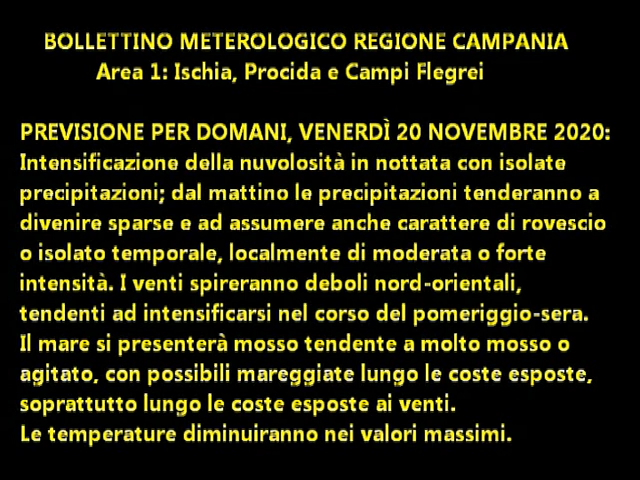 BOLLETTINO METEROLOGICO REGIONE CAMPANIA
Area 1: Ischia, Procida e Campi Flegrei
PREVISIONE PER DOMANI, VENERDÌ 20 NOVEMBRE 2020:
Intensificazione della nuvolosità in nottata con isolate
precipitazioni; dal mattino le precipitazioni tenderanno a
divenire sparse e ad assumere anche carattere di rovescio
o isolato temporale, localmente di moderata o forte
intensità. I venti spireranno deboli nord-orientali,
tendenti ad intensificarsi nel corso del pomeriggio-sera.
Il mare si presenterà mosso tendente a molto mosso o
agitato, con possibili mareggiate lungo le coste esposte,
soprattutto lungo le coste esposte ai venti.
Le temperature diminuiranno nei valori massimi.